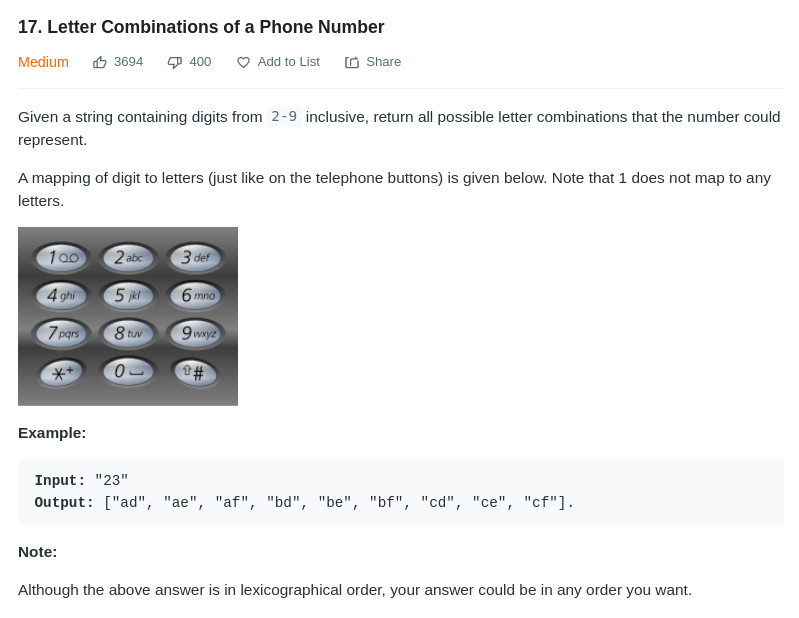 17. Letter Combinations of a Phone Number
Medium 3694 400 Add to List Share
Given a string containing digits from 2-9 inclusive, return all possible letter combinations that the number could
represent.
A mapping of digit to letters (just like on the telephone buttons) is given below. Note that 1 does not map to any
letters.
1 2 abc 3 def
4 ghi 5 jkl 6 mno
7 pqrs 8 tuv 9 wxyz
*+ 0 ⇧#
Example:
Input: "23"
Output: ["ad", "ae", "af", "bd", "be", "bf", "cd", "ce", "cf"].
Note:
Although the above answer is in lexicographical order, your answer could be in any order you want.